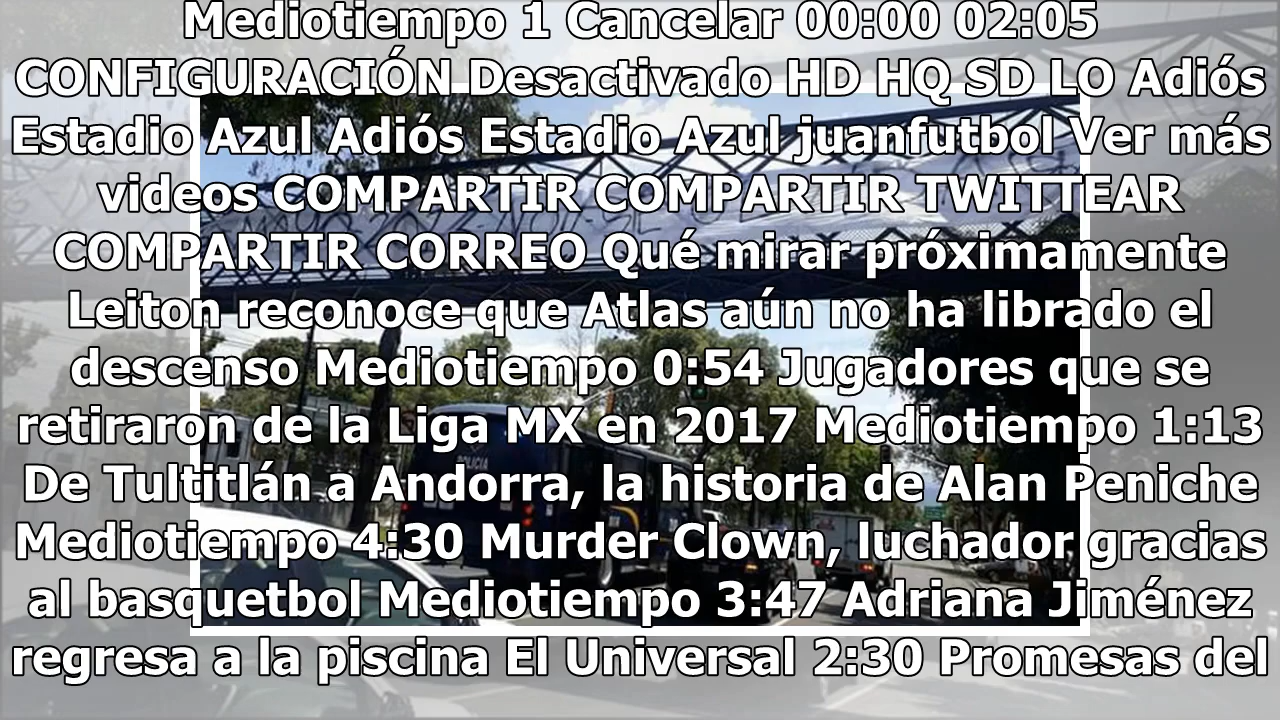 Mediotiempo 1 Cancelar 00:00 02:05
CONFIGURACIÓN Desactivado HD HQ SD LO Adiós
Estadio Azul Adiós Estadio Azul juanfutbol Ver más
videos COMPARTIR COMPARTIR TWITTEAR
COMPARTIR CORREO Qué mirar próximamente
Leiton reconoce que Atlas aún no ha librado el
descenso Mediotiempo 0:54 Jugadores que se
retiraron de la Liga MX en 2017 Mediotiempo 1:13
De Tultitlán a Andorra, la historia de Alan Peniche
POLICIA
Mediotiempo 4:30 Murder Clown, luchador gracias
al basquetbol Mediotiempo 3:47 Adriana Jiménez
regresa a la piscina El Universal 2:30 Promesas del